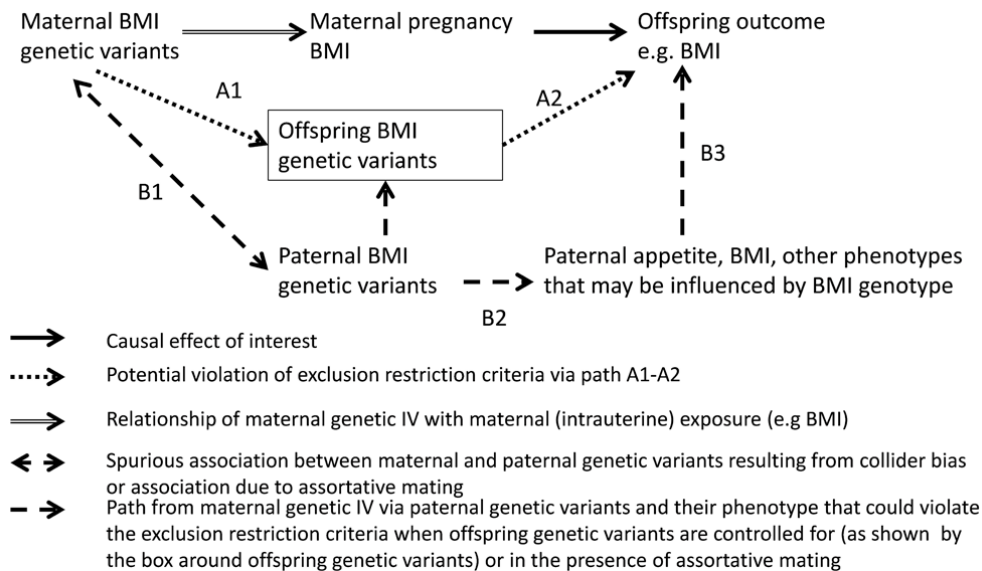 Maternal BMI
genetic variants
Maternal pregnancy
BMI
Offspring outcome
e.g. BMI
A1
A2
Offspring BMI
genetic variants
B1
B3
Paternal BMI
genetic variants
Paternal appetite, BMI, other phenotypes
that may be influenced by BMI genotype
B2
Causal effect of interest
Potential violation of exclusion restriction criteria via path A1-A2
Relationship of maternal genetic IV with maternal (intrauterine) exposure (e.g BMI)
Spurious association between maternal and paternal genetic variants resulting from collider bias
or association due to assortative mating
Path from maternal genetic IV via paternal genetic variants and their phenotype that could violate
the exclusion restriction criteria when offspring genetic variants are controlled for (as shown by
the box around offspring genetic variants) or in the presence of assortative mating